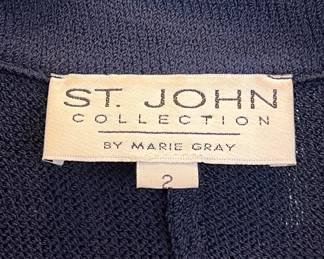 ST. JOHN
COLLECTION
BY MARIE GRAY
2